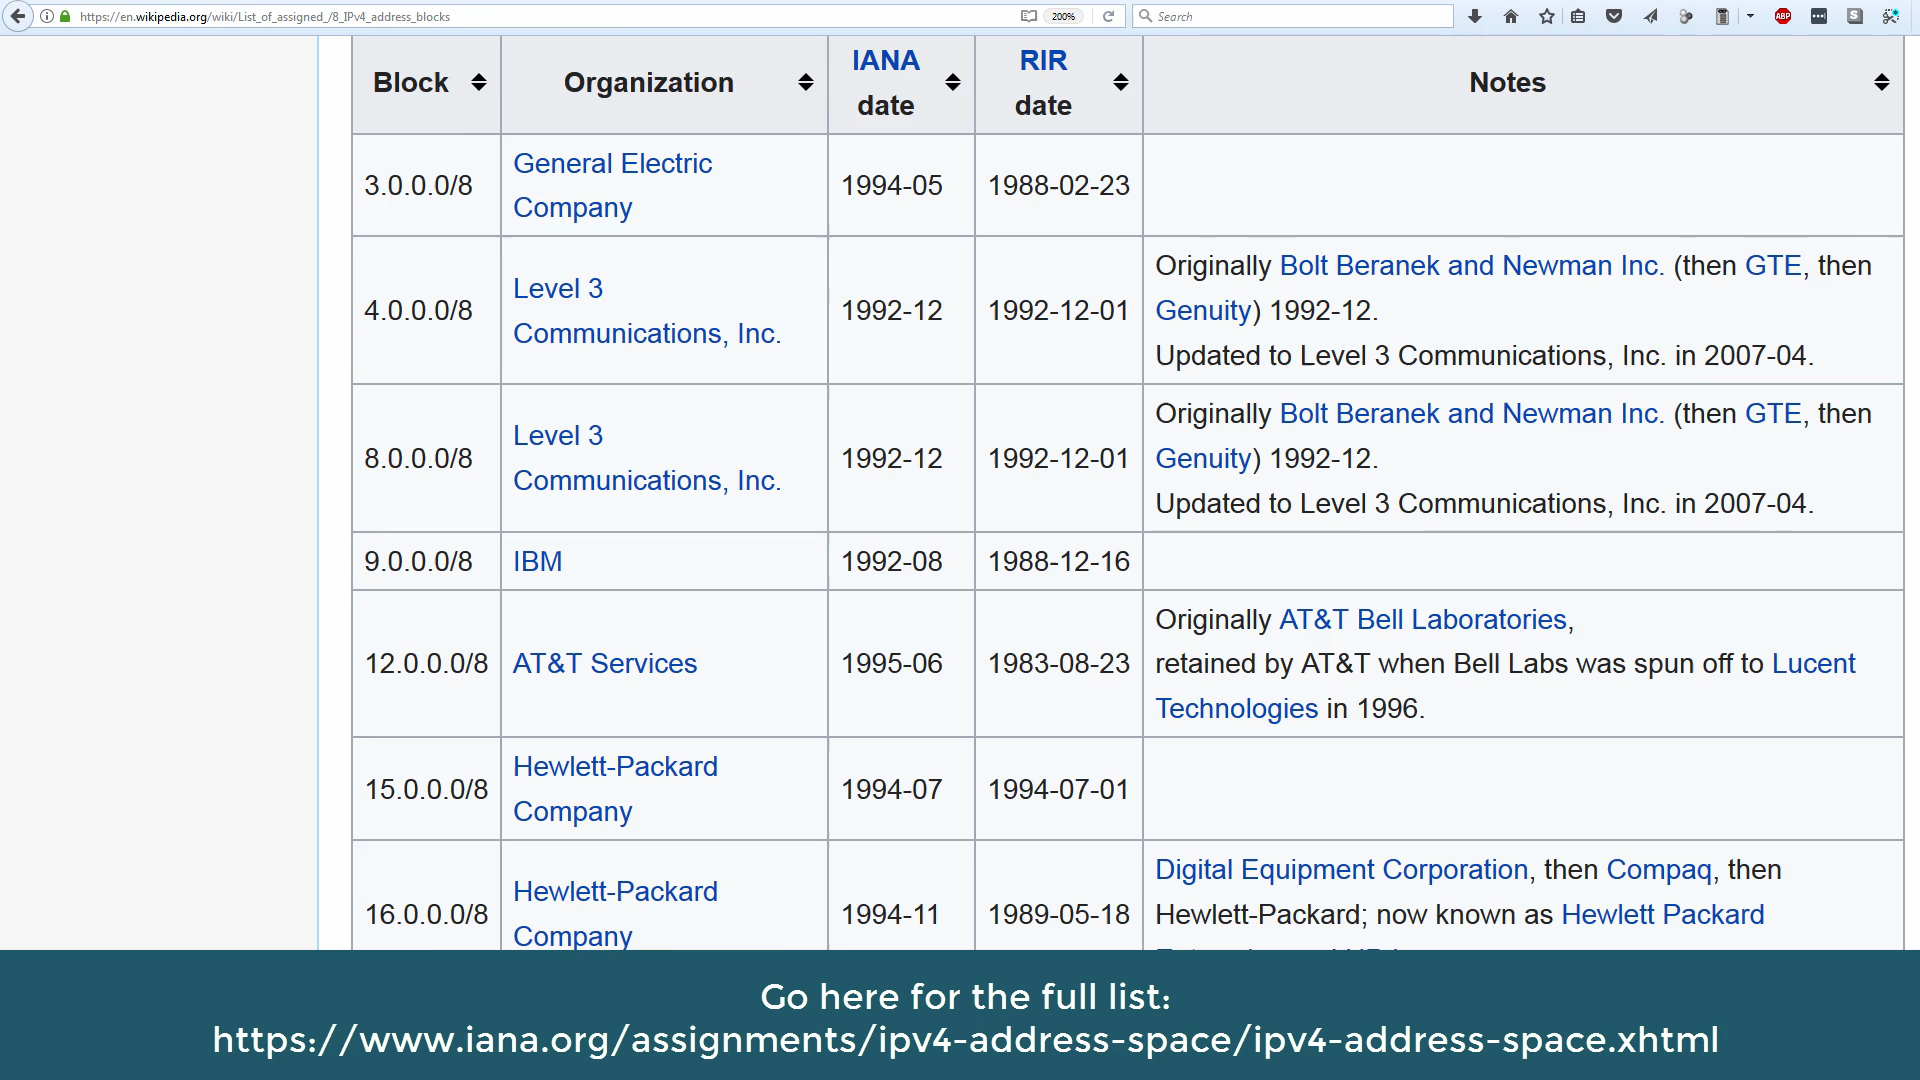 https://en.wikipedia.org/wiki/List_of_assigned_/8_IPv4_address_blocks
200%
Search
ABP
S
Block
Organization
IANA
date
RIR
date
Notes
3.0.0.0/8
General Electric
Company
1994-05
1988-02-23
4.0.0.0/8
Level 3
Communications, Inc.
1992-12
1992-12-01
Originally Bolt Beranek and Newman Inc. (then GTE, then
Genuity) 1992-12.
Updated to Level 3 Communications, Inc. in 2007-04.
8.0.0.0/8
Level 3
Communications, Inc.
1992-12
1992-12-01
Originally Bolt Beranek and Newman Inc. (then GTE, then
Genuity) 1992-12.
Updated to Level 3 Communications, Inc. in 2007-04.
9.0.0.0/8
IBM
1992-08
1988-12-16
12.0.0.0/8
AT&T Services
1995-06
1983-08-23
Originally AT&T Bell Laboratories,
retained by AT&T when Bell Labs was spun off to Lucent
Technologies in 1996.
15.0.0.0/8
Hewlett-Packard
Company
1994-07
1994-07-01
16.0.0.0/8
Hewlett-Packard
Company
1994-11
1989-05-18
Digital Equipment Corporation, then Compaq, then
Hewlett-Packard; now known as Hewlett Packard
Go here for the full list:
https://www.iana.org/assignments/ipv4-address-space/ipv4-address-space.xhtml